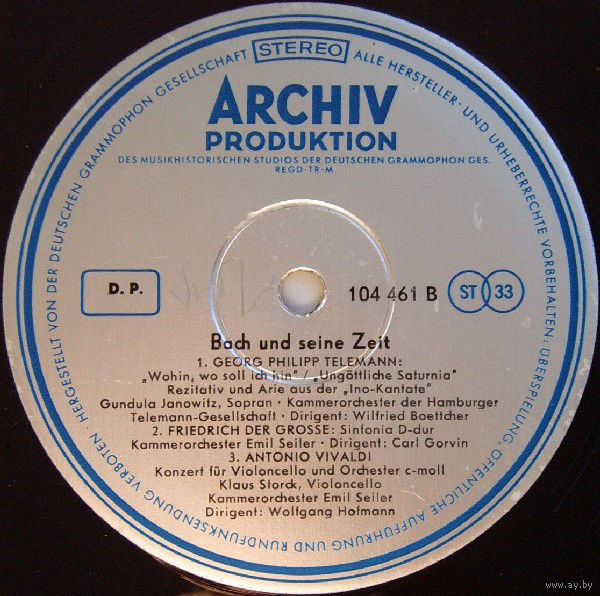 HERGESTELLT VON DER DEUTSCHEN GRAMMOPHON GESELLSCHAFT STEREO ALLE HERSTELLER- UND URHEBERRECHTE VORBEHALTEN; ÜBERSPIELUNG, ÖFFENTLICHE AUFFÜHRUNG UND RUNDFUNKSENDUNG VERBOTEN ·
ARCHIV
PRODUKTION
DES MUSIKHISTORISCHEN STUDIOS DER DEUTSCHEN GRAMMOPHON GES.
REGD-TR-M
D. P.
104 461 B ST 33
Bach und seine Zeit
1. GEORG PHILIPP TELEMANN:
„Wohin, wo soll ich hin" / „Ungöttliche Saturnia"
Rezitativ und Arie aus der „Ino-Kantate"
Gundula Janowitz, Sopran · Kammerorchester der Hamburger
Telemann-Gesellschaft · Dirigent: Wilfried Boettcher
2. FRIEDRICH DER GROSSE: Sinfonia D-dur
Kammerorchester Emil Seiler · Dirigent: Carl Gorvin
3. ANTONIO VIVALDI
Konzert für Violoncello und Orchester c-moll
Klaus Storck, Violoncello
Kammerorchester Emil Seiler
Dirigent: Wolfgang Hofmann
www.ay.by